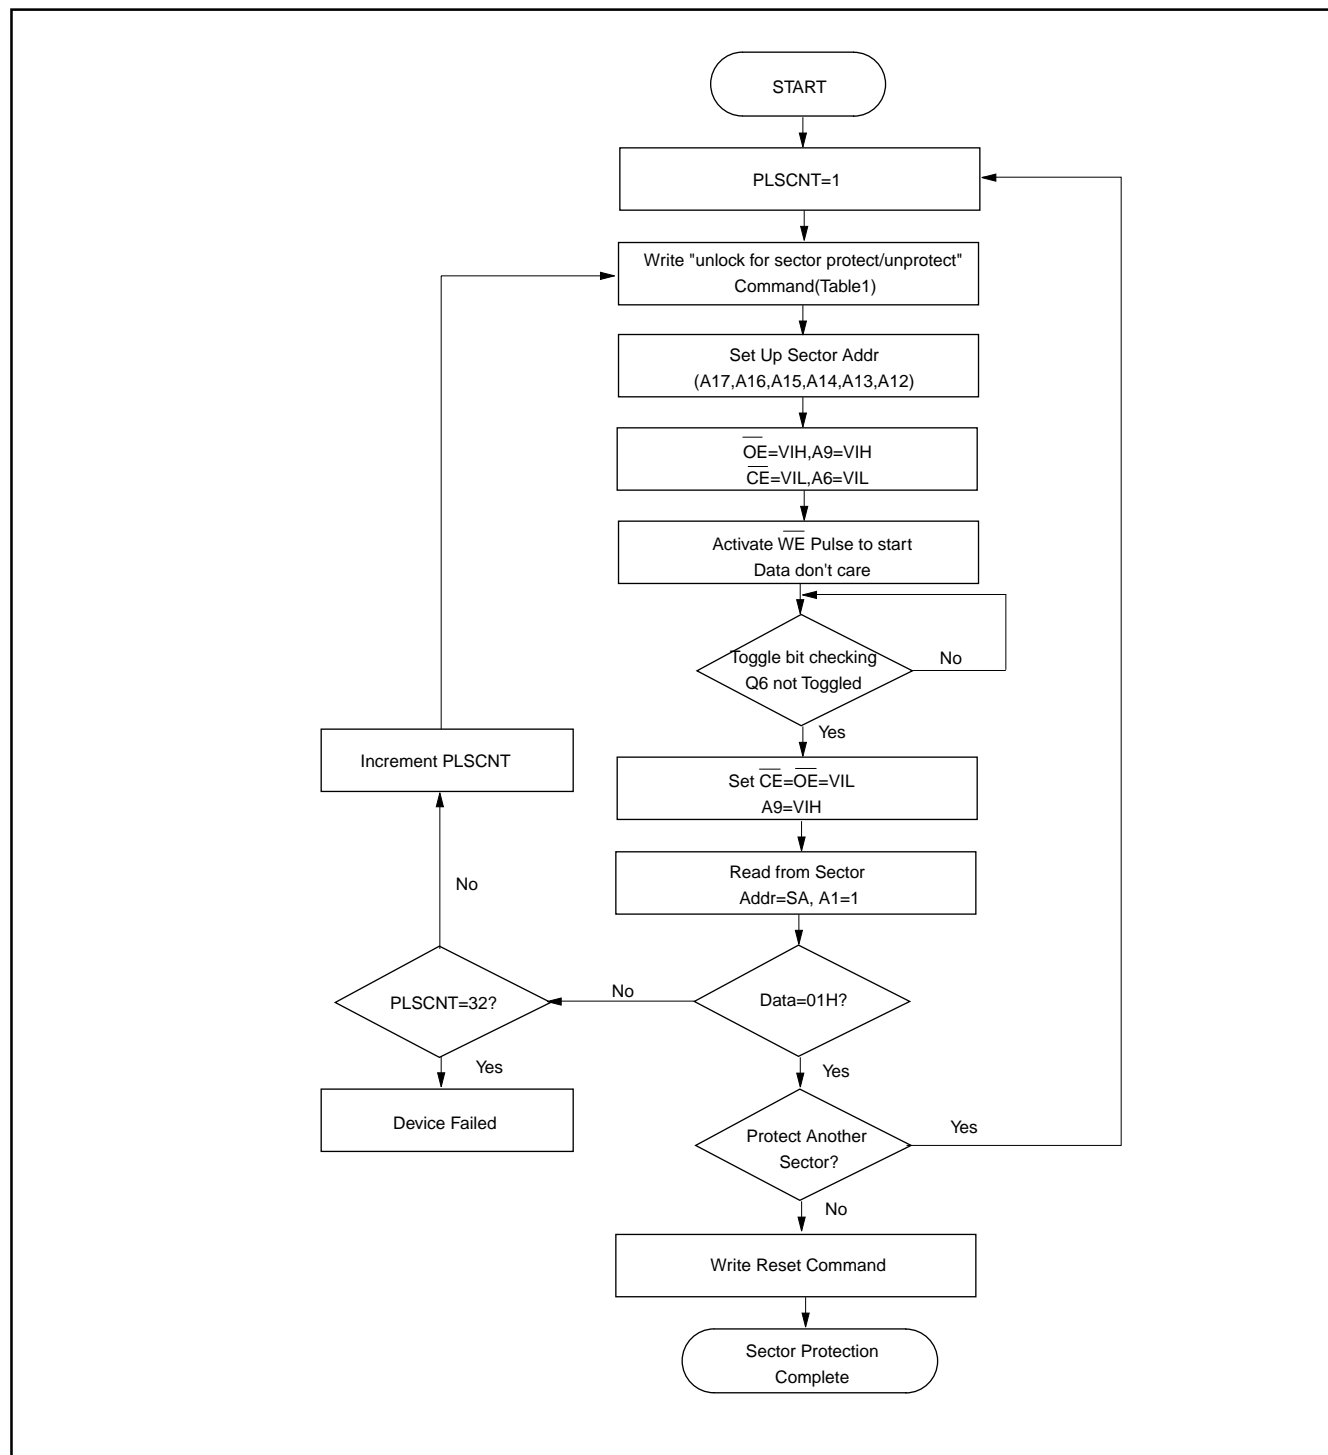 START
PLSCNT=1
Write "unlock for sector protect/unprotect"
Command(Table1)
Set Up Sector Addr
(A17,A16,A15,A14,A13,A12)
OE=VIH,A9=VIH
CE=VIL,A6=VIL
Activate WE Pulse to start
Data don't care
Toggle bit checking
Q6 not Toggled
No
Yes
Increment PLSCNT
Set CE=OE=VIL
A9=VIH
Read from Sector
Addr=SA, A1=1
No
PLSCNT=32?
No
Data=01H?
Yes
Yes
Device Failed
Protect Another
Sector?
Yes
No
Write Reset Command
Sector Protection
Complete